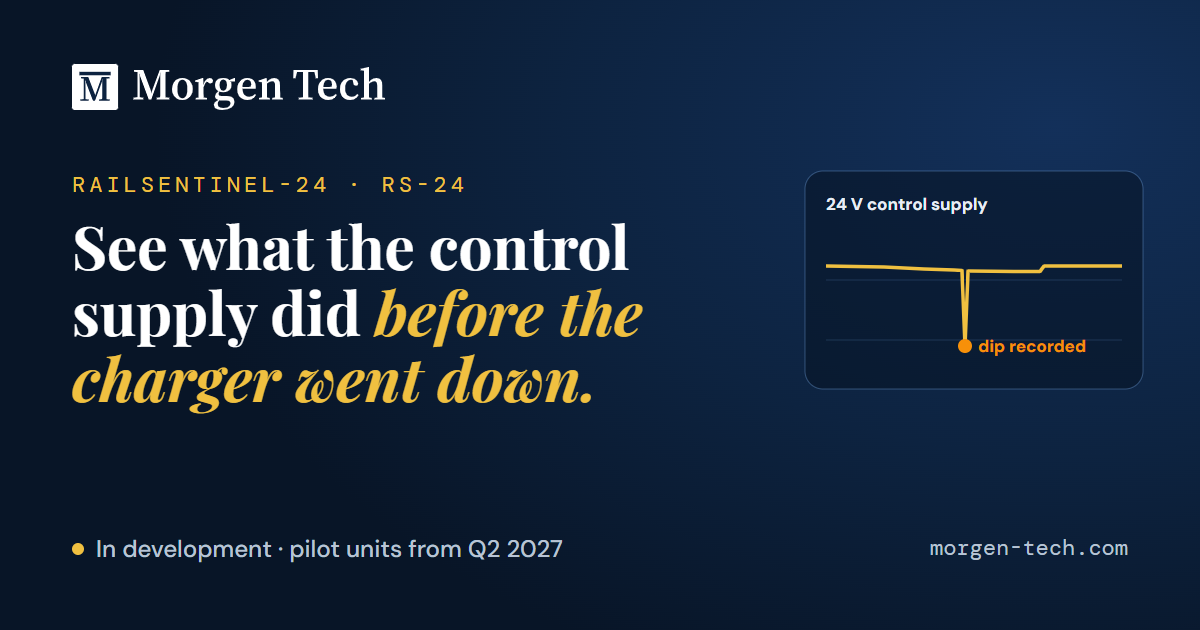 M Morgen Tech
RAILSENTINEL-24 · RS-24
See what the control
supply did before the
charger went down.
24 V control supply
dip recorded
In development · pilot units from Q2 2027
morgen-tech.com